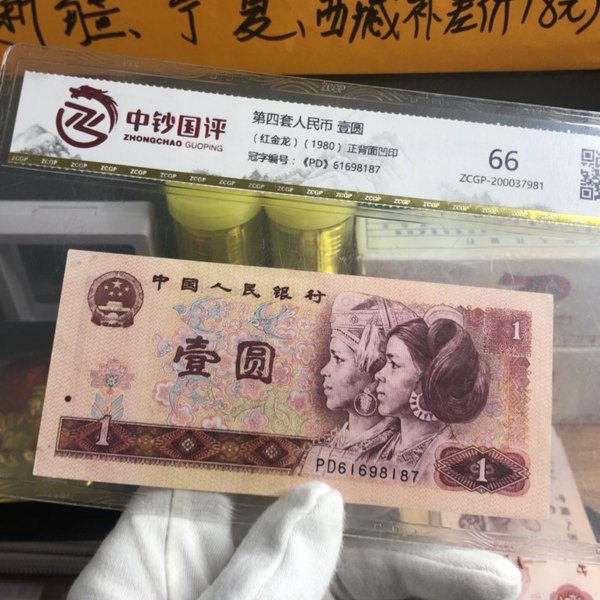 新疆、宁夏、西藏补差价18元
中钞国评
ZHONGCHAO GUOPING
第四套人民币 壹圆
(红金龙)(1980)正背面凹印
冠字编号:《PD》61698187
66
ZCGP-200037981
中国人民银行
1
壹圆
1
PD61698187
1